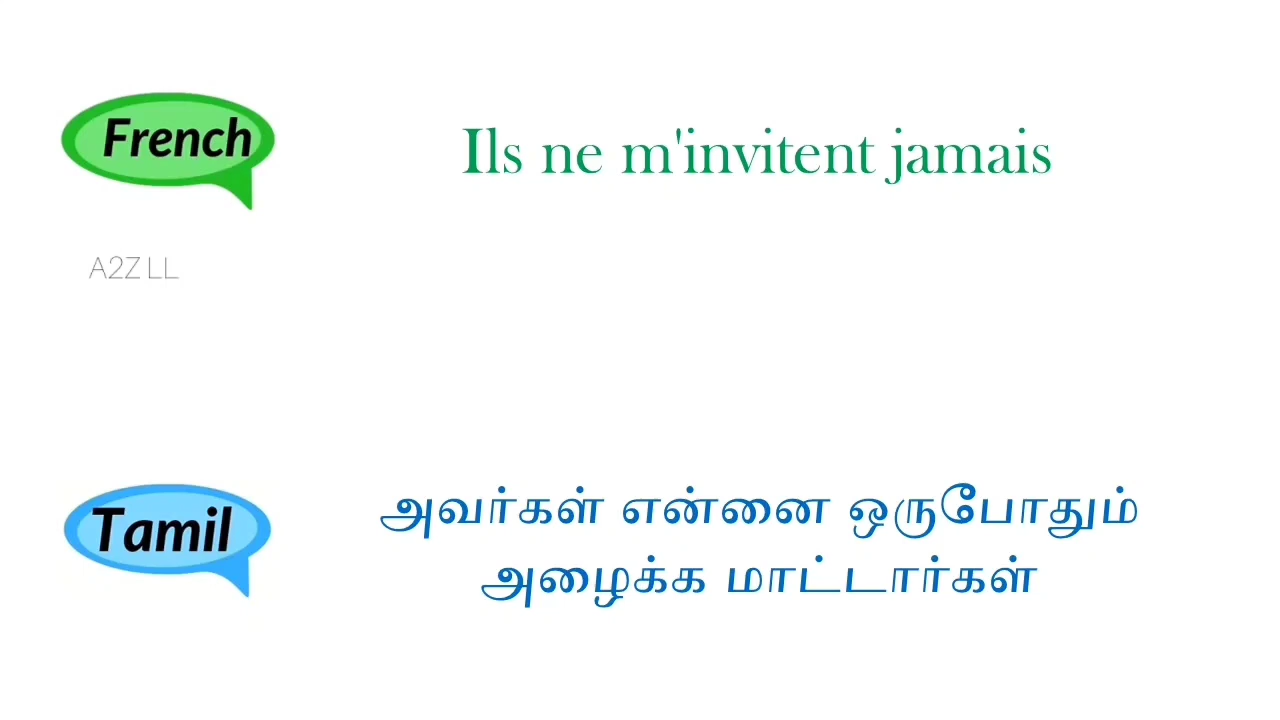 French
Ils ne m'invitent jamais
A2Z LL
Tamil
அவர்கள் என்னை ஒருபோதும்
அழைக்க மாட்டார்கள்